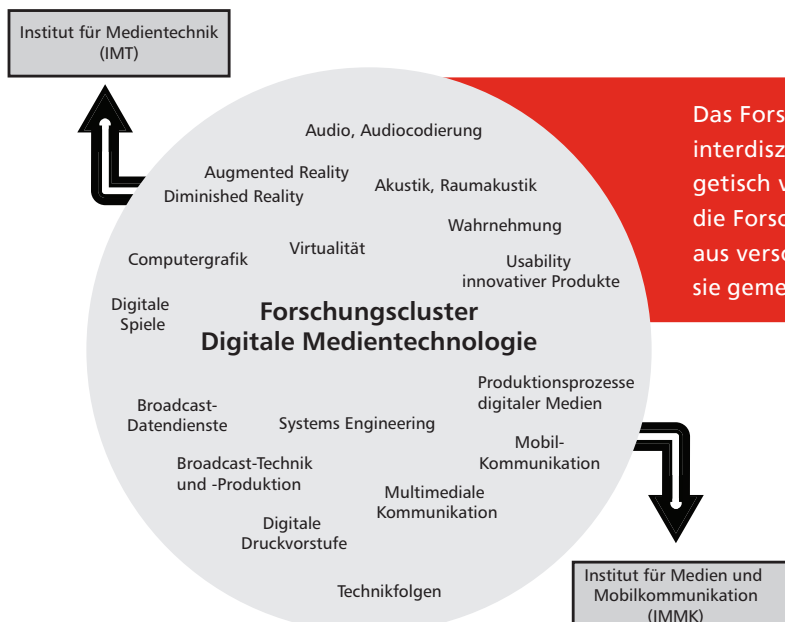 Institut für Medientechnik
(IMT)
Audio, Audiocodierung
Augmented Reality
Diminished Reality
Akustik, Raumakustik
Wahrnehmung
Virtualität
Computergrafik
Usability
innovativer Produkte
Digitale
Spiele
Forschungscluster
Digitale Medientechnologie
Produktionsprozesse
digitaler Medien
Broadcast-
Datendienste
Systems Engineering
Mobil-
Kommunikation
Broadcast-Technik
und -Produktion
Multimediale
Kommunikation
Digitale
Druckvorstufe
Technikfolgen
Institut für Medien und
Mobilkommunikation
(IMMK)
Das Fors
interdisz
getisch v
die Forsc
aus versc
sie geme